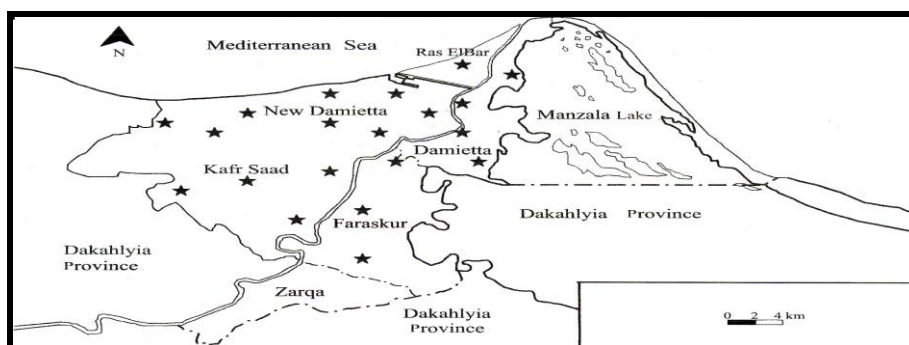 Mediterranean Sea
Ras ElBar
N
New Damietta
Manzala Lake
Damietta
Kafr Saad
Faraskur
Dakahlyia Province
Dakahlyia
Province
Zarqa
Dakahlyia
Province
0 2 4 km